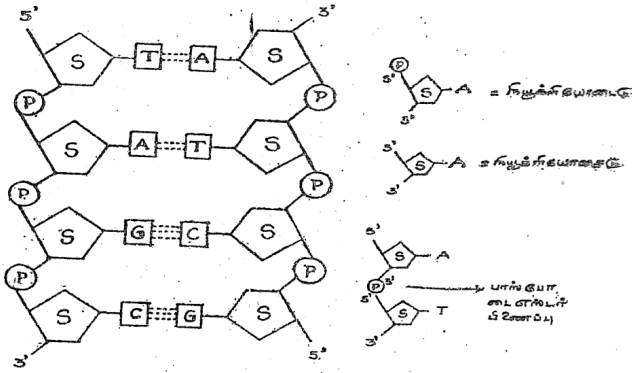 5' 3'
S T A S
P P
S A T S
P P
S G C S
P P
S C G S
3' 5'
P
5' S A = நியூக்ளியோடைடு
3'
5'
S A = நியூக்ளியோசைடு
3'
5'
S A
3'
P பாஸ்போ
5' டைஎஸ்டர்
S T பிணைப்பு
3'